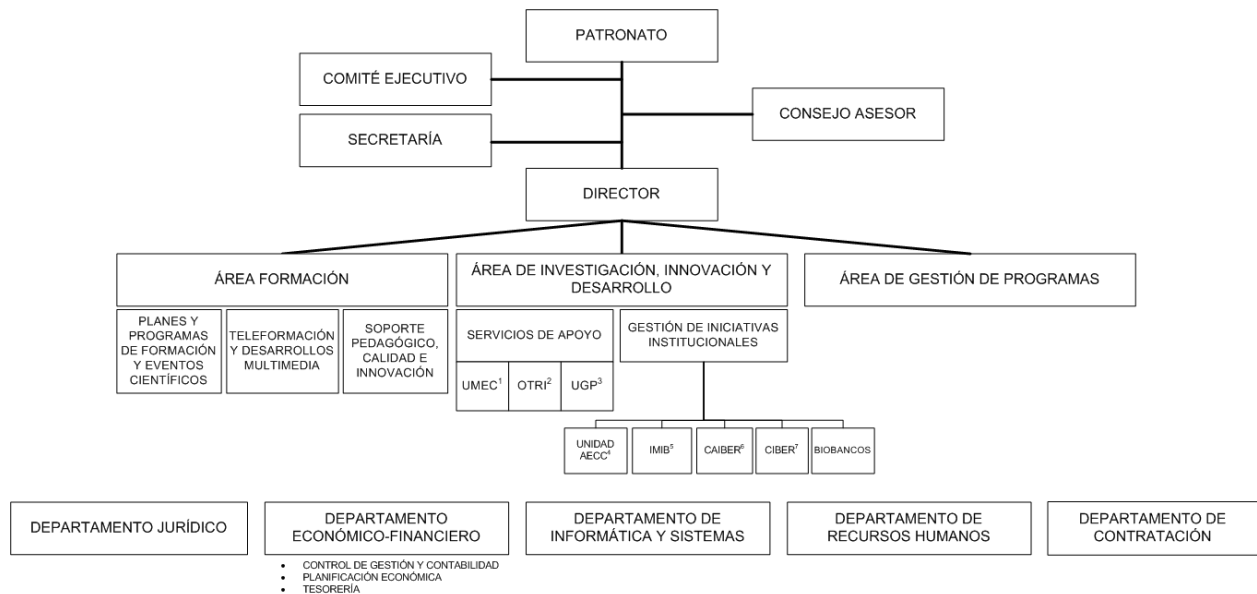 PATRONATO
COMITÉ EJECUTIVO
CONSEJO ASESOR
SECRETARÍA
DIRECTOR
ÁREA FORMACIÓN
ÁREA DE INVESTIGACIÓN, INNOVACIÓN Y
DESARROLLO
ÁREA DE GESTIÓN DE PROGRAMAS
PLANES Y
PROGRAMAS
DE FORMACIÓN
Y EVENTOS
CIENTÍFICOS
TELEFORMACIÓN
Y DESARROLLOS
MULTIMEDIA
SOPORTE
PEDAGÓGICO,
CALIDAD E
INNOVACIÓN
SERVICIOS DE APOYO
GESTIÓN DE INICIATIVAS
INSTITUCIONALES
UMEC¹
OTRI²
UGP³
UNIDAD
AECC⁴
IMIB⁵
CAIBER⁶
CIBER⁷
BIOBANCOS
DEPARTAMENTO JURÍDICO
DEPARTAMENTO
ECONÓMICO-FINANCIERO
DEPARTAMENTO DE
INFORMÁTICA Y SISTEMAS
DEPARTAMENTO DE
RECURSOS HUMANOS
DEPARTAMENTO DE
CONTRATACIÓN
• CONTROL DE GESTIÓN Y CONTABILIDAD
• PLANIFICACIÓN ECONÓMICA
• TESORERÍA